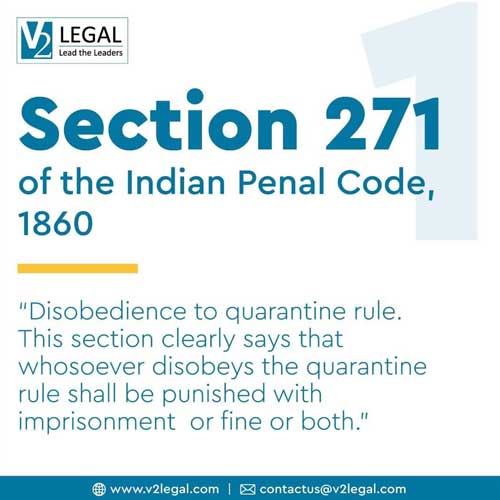 V2 LEGAL
Lead the Leaders
1
Section 271
of the Indian Penal Code,
1860
“Disobedience to quarantine rule.
This section clearly says that
whosoever disobeys the quarantine
rule shall be punished with
imprisonment  or fine or both.”
www.v2legal.com | contactus@v2legal.com